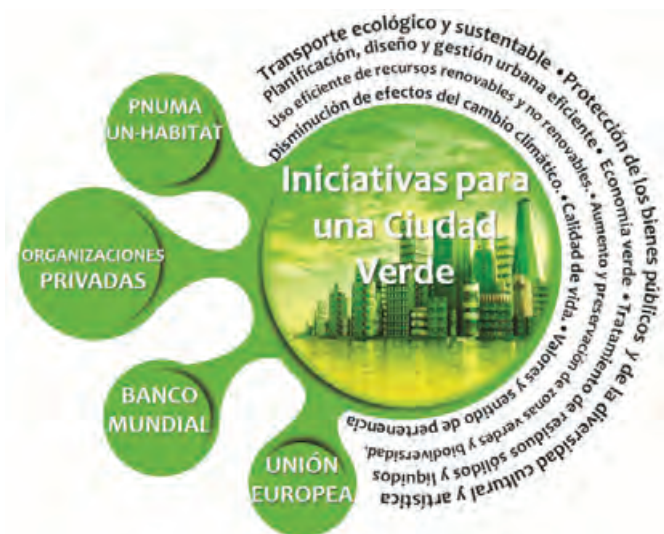 PNUMA
UN-HABITAT
ORGANIZACIONES
PRIVADAS
BANCO
MUNDIAL
UNIÓN
EUROPEA
Iniciativas para
una Ciudad
Verde
Transporte ecológico y sustentable • Protección de los bienes públicos y de la diversidad cultural y artística
Planificación, diseño y gestión urbana eficiente • Economía verde • Tratamiento de residuos sólidos y líquidos
Uso eficiente de recursos renovables y no renovables. • Aumento y preservación de zonas verdes y biodiversidad.
Disminución de efectos del cambio climático. • Calidad de vida. • Valores y sentido de pertenencia